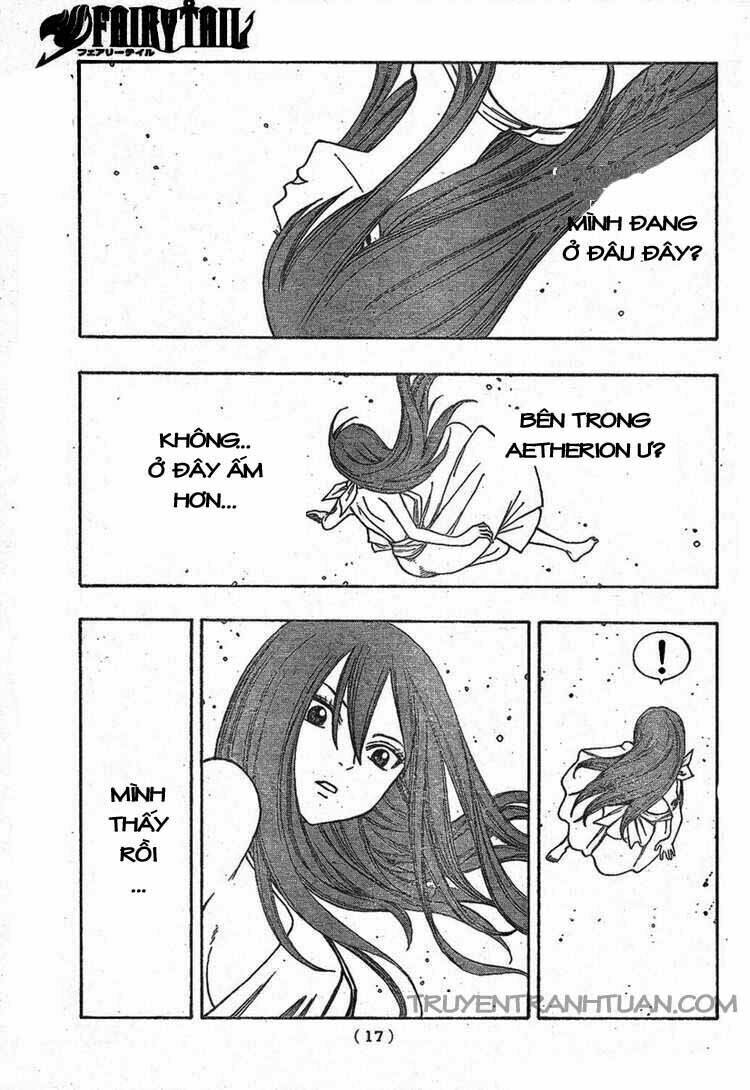 FAIRY TAIL
フェアリーテイル
MÌNH ĐANG
Ở ĐÂU ĐÂY?
BÊN TRONG
AETHERION Ư?
KHÔNG..
Ở ĐÂY ẤM
HƠN...
!
MÌNH
THẤY
RỒI
...
TRUYENTRANHTUAN.COM
(17)